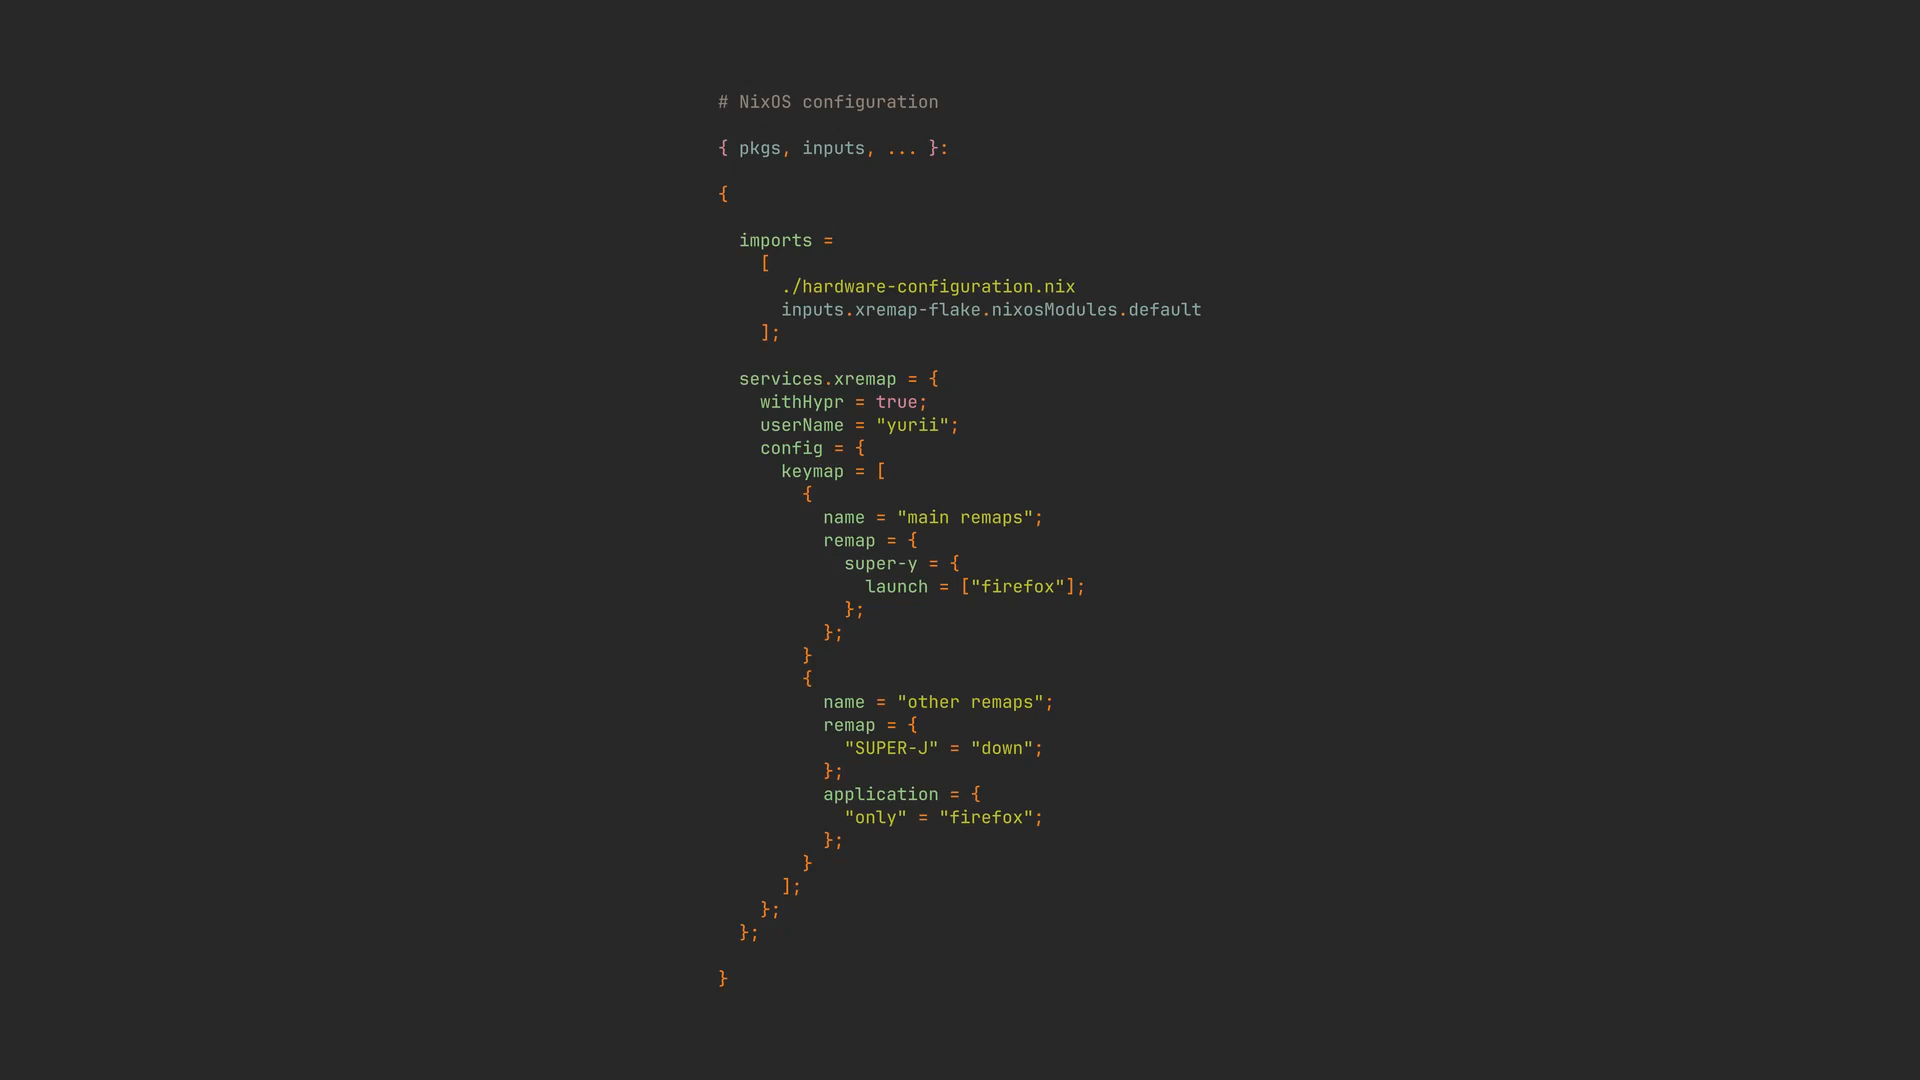 # NixOS configuration

{ pkgs, inputs, ... }:

{

  imports =
    [
      ./hardware-configuration.nix
      inputs.xremap-flake.nixosModules.default
    ];

  services.xremap = {
    withHypr = true;
    userName = "yurii";
    config = {
      keymap = [
        {
          name = "main remaps";
          remap = {
            super-y = {
              launch = ["firefox"];
            };
          };
        }
        {
          name = "other remaps";
          remap = {
            "SUPER-J" = "down";
          };
          application = {
            "only" = "firefox";
          };
        }
      ];
    };
  };

}